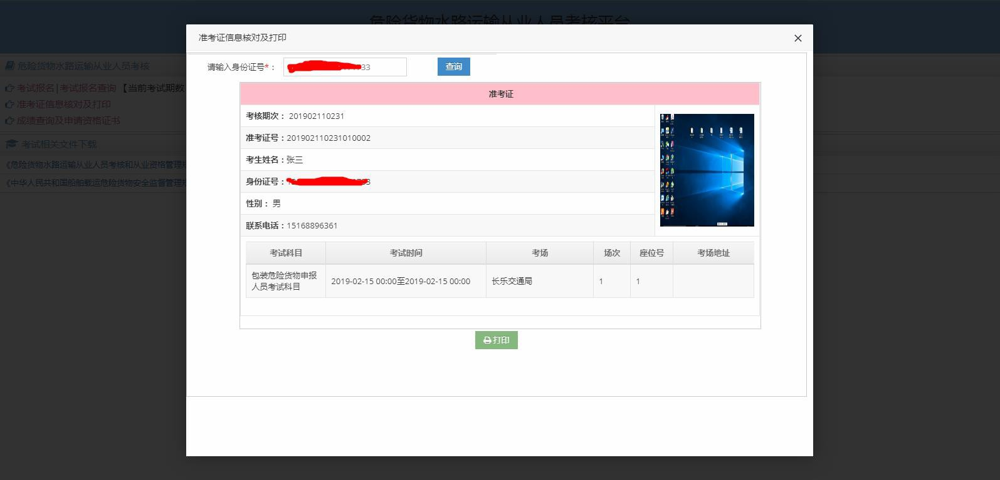 危险货物水路运输从业人员考核平台
准考证信息核对及打印
请输入身份证号*： 33
查询
危险货物水路运输从业人员考核
考试报名|考试报名查询 【当前考试期数
准考证信息核对及打印
成绩查询及申请资格证书
考试相关文件下载
《危险货物水路运输从业人员考核和从业资格管理规
《中华人民共和国船舶载运危险货物安全监督管理规
准考证
考核期次： 201902110231
准考证号：201902110231010002
考生姓名：张三
身份证号：
性别： 男
联系电话：15168896361
考试科目 考试时间 考场 场次 座位号 考场地址
包装危险货物申报
人员考试科目
2019-02-15 00:00至2019-02-15 00:00 长乐交通局 1 1
打印